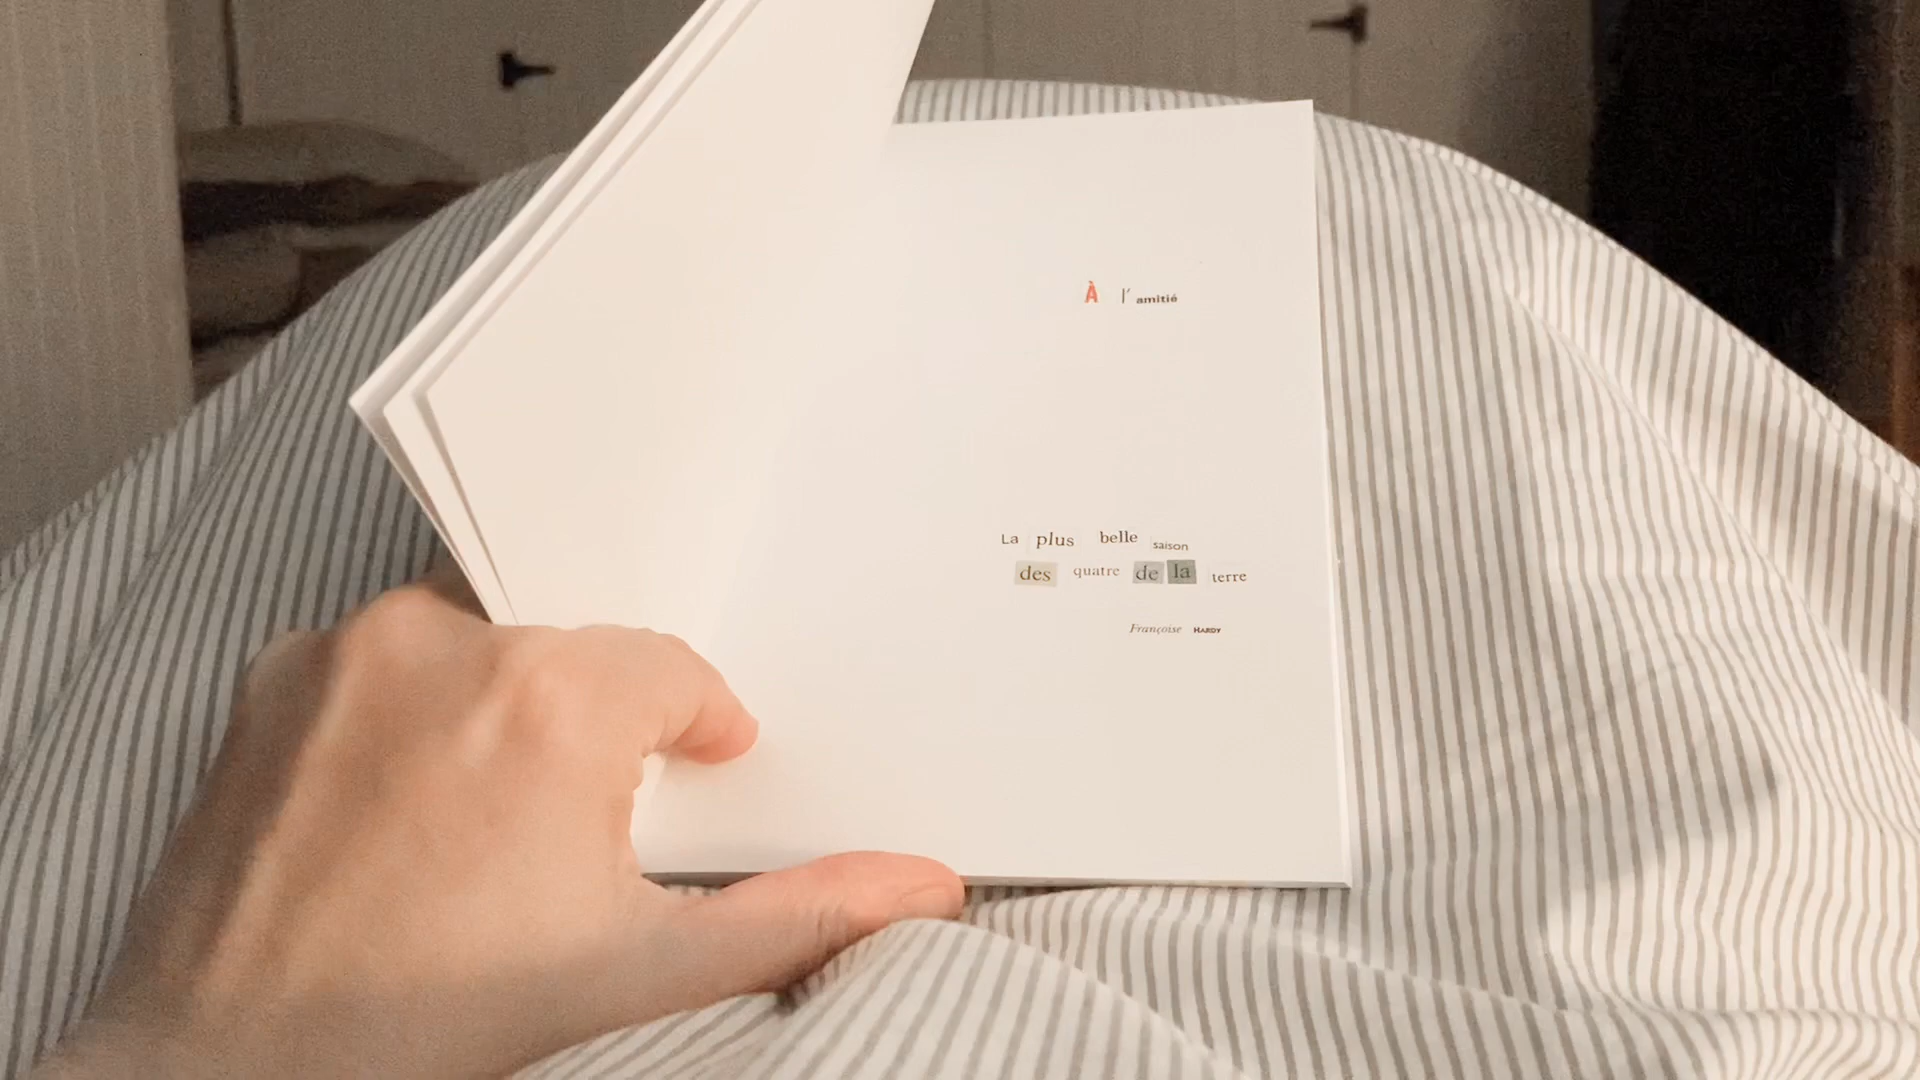 À l' amitié
La plus belle saison
des quatre de la terre
Françoise HARDY